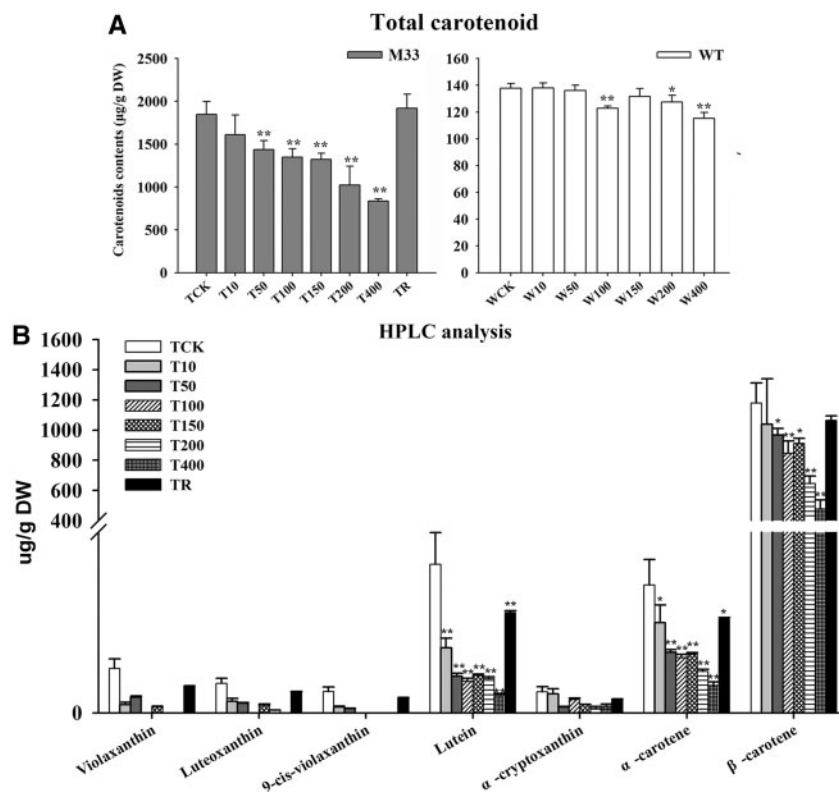 A
Total carotenoid
Carotenoids contents (µg/g DW)
2500
2000
1500
1000
500
0
M33
** ** ** ** **
TCK T10 T50 T100 T150 T200 T400 TR
160
140
120
100
80
60
40
20
0
WT
** * **
WCK W10 W50 W100 W150 W200 W400
B
HPLC analysis
ug/g DW
1600
1400
1200
1000
800
600
400
0
TCK
T10
T50
T100
T150
T200
T400
TR
** ** ** ** ** ** **
* ** ** ** ** ** *
* ** * ** **
Violaxanthin
Luteoxanthin
9-cis-violaxanthin
Lutein
α -cryptoxanthin
α -carotene
β -carotene